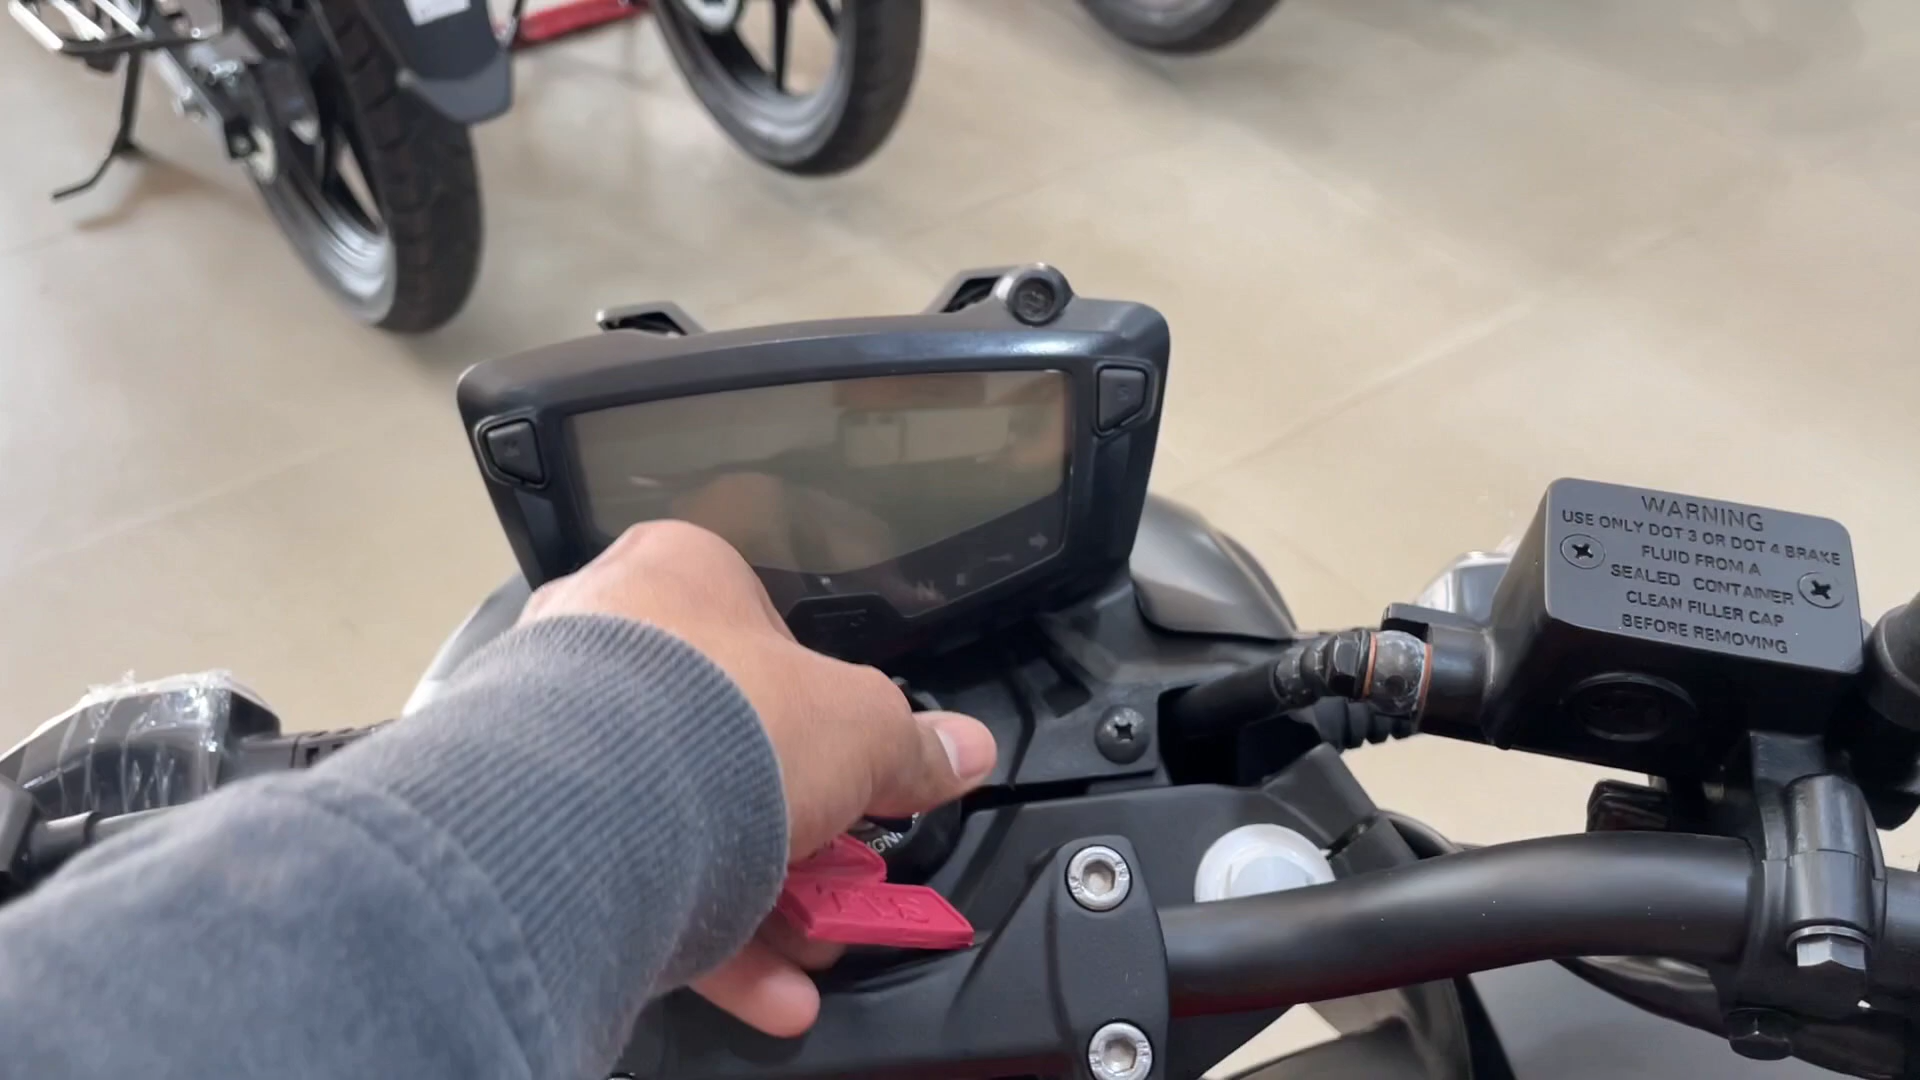 WARNING
USE ONLY DOT 3 OR DOT 4 BRAKE
FLUID FROM A
SEALED CONTAINER
CLEAN FILLER CAP
BEFORE REMOVING
N
S